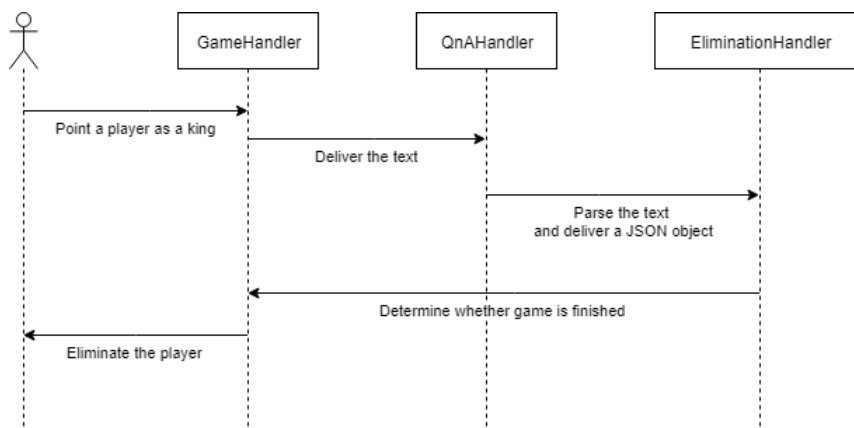 GameHandler
QnAHandler
EliminationHandler
Point a player as a king
Deliver the text
Parse the text
and deliver a JSON object
Determine whether game is finished
Eliminate the player